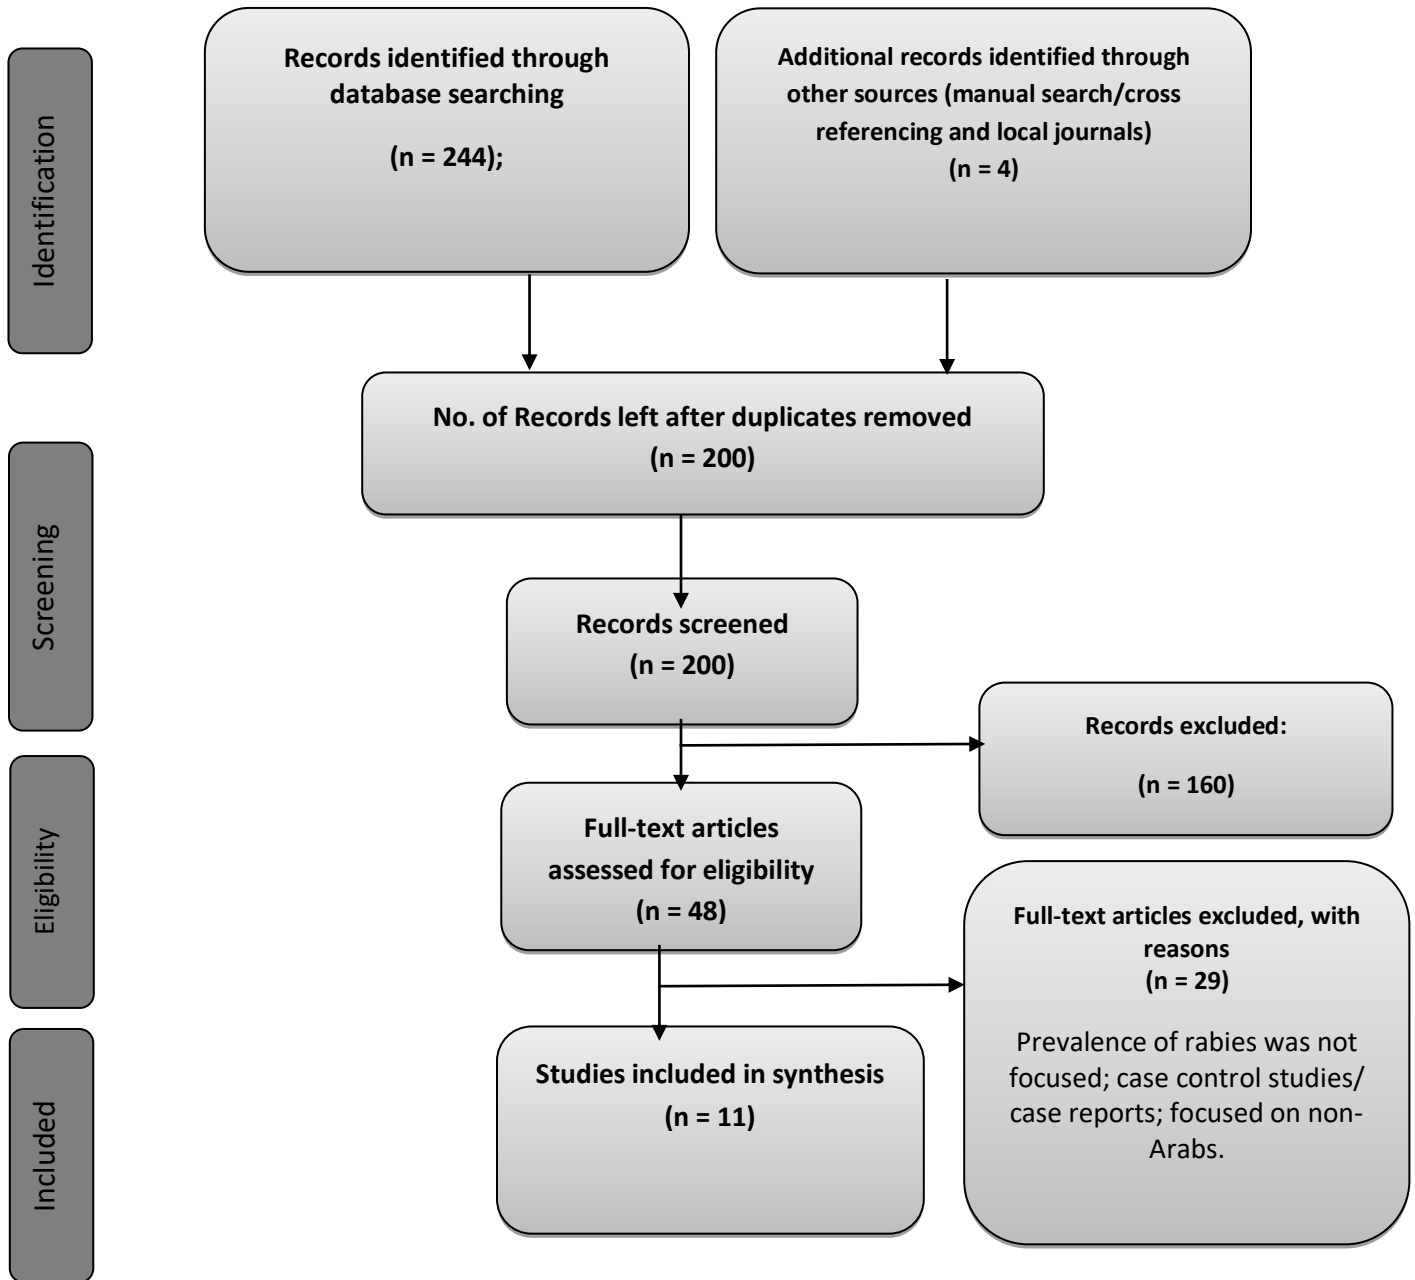 Identification
Records identified through
database searching
(n = 244);
Additional records identified through
other sources (manual search/cross
referencing and local journals)
(n = 4)
No. of Records left after duplicates removed
(n = 200)
Screening
Records screened
(n = 200)
Records excluded:
(n = 160)
Eligibility
Full-text articles
assessed for eligibility
(n = 48)
Full-text articles excluded, with
reasons
(n = 29)
Prevalence of rabies was not
focused; case control studies/
case reports; focused on non-
Arabs.
Included
Studies included in synthesis
(n = 11)